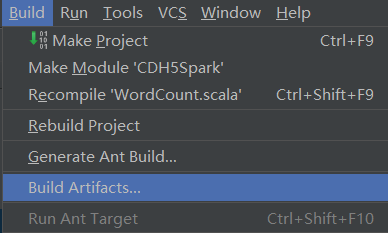 Build Run Tools VCS Window Help
Make Project Ctrl+F9
Make Module 'CDH5Spark'
Recompile 'WordCount.scala' Ctrl+Shift+F9
Rebuild Project
Generate Ant Build...
Build Artifacts...
Run Ant Target Ctrl+Shift+F10